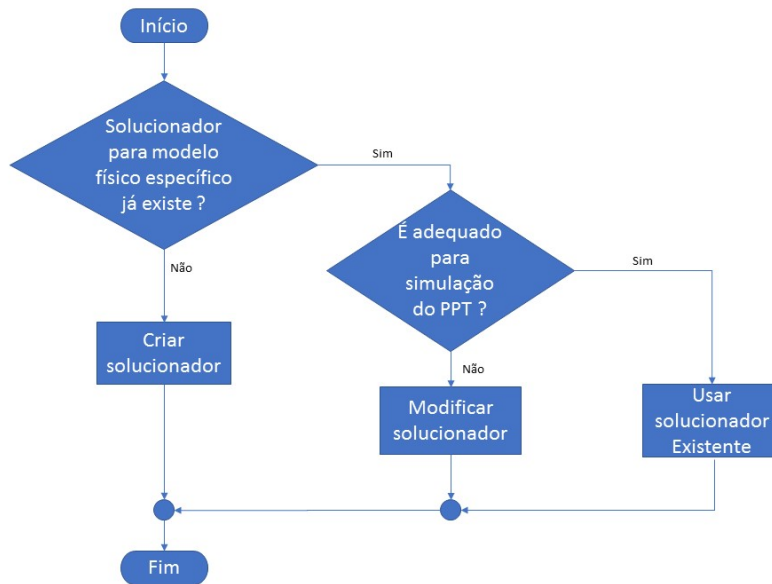 Início
Solucionador
para modelo
físico específico
já existe ?
Sim
É adequado
para
simulação
do PPT ?
Sim
Não
Criar
solucionador
Não
Modificar
solucionador
Usar
solucionador
Existente
Fim